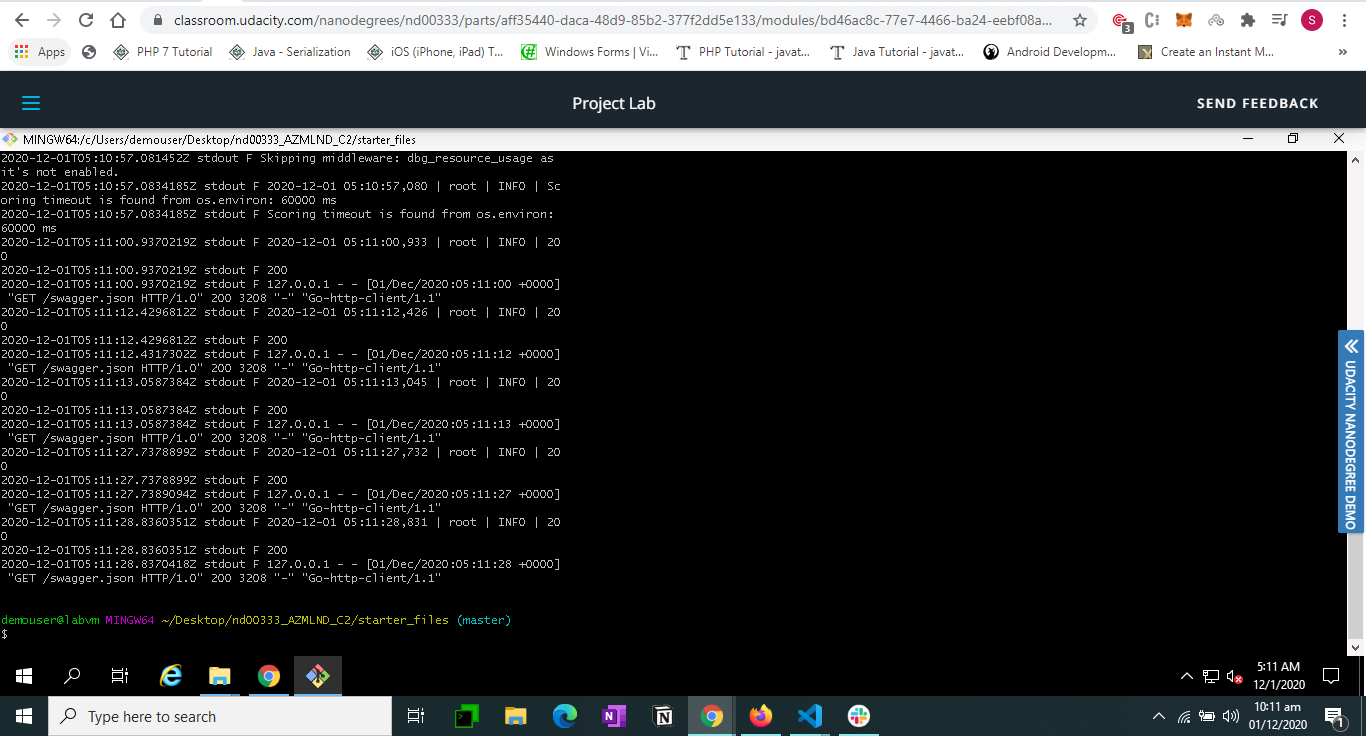 classroom.udacity.com/nanodegrees/nd00333/parts/aff35440-daca-48d9-85b2-377f2dd5e133/modules/bd46ac8c-77e7-4466-ba24-eebf08a...
3
S
Apps
PHP 7 Tutorial
Java - Serialization
iOS (iPhone, iPad) T...
Windows Forms | Vi...
PHP Tutorial - javat...
Java Tutorial - javat...
Android Developm...
Create an Instant M...
Project Lab
SEND FEEDBACK
MINGW64:/c/Users/demouser/Desktop/nd00333_AZMLND_C2/starter_files
2020-12-01T05:10:57.081452Z stdout F Skipping middleware: dbg_resource_usage as
it's not enabled.
2020-12-01T05:10:57.0834185Z stdout F 2020-12-01 05:10:57,080 | root | INFO | Sc
oring timeout is found from os.environ: 60000 ms
2020-12-01T05:10:57.0834185Z stdout F Scoring timeout is found from os.environ:
60000 ms
2020-12-01T05:11:00.9370219Z stdout F 2020-12-01 05:11:00,933 | root | INFO | 20
0
2020-12-01T05:11:00.9370219Z stdout F 200
2020-12-01T05:11:00.9370219Z stdout F 127.0.0.1 - - [01/Dec/2020:05:11:00 +0000]
"GET /swagger.json HTTP/1.0" 200 3208 "-" "Go-http-client/1.1"
2020-12-01T05:11:12.4296812Z stdout F 2020-12-01 05:11:12,426 | root | INFO | 20
0
2020-12-01T05:11:12.4296812Z stdout F 200
2020-12-01T05:11:12.4317302Z stdout F 127.0.0.1 - - [01/Dec/2020:05:11:12 +0000]
"GET /swagger.json HTTP/1.0" 200 3208 "-" "Go-http-client/1.1"
2020-12-01T05:11:13.0587384Z stdout F 2020-12-01 05:11:13,045 | root | INFO | 20
0
2020-12-01T05:11:13.0587384Z stdout F 200
2020-12-01T05:11:13.0587384Z stdout F 127.0.0.1 - - [01/Dec/2020:05:11:13 +0000]
"GET /swagger.json HTTP/1.0" 200 3208 "-" "Go-http-client/1.1"
2020-12-01T05:11:27.7378899Z stdout F 2020-12-01 05:11:27,732 | root | INFO | 20
0
2020-12-01T05:11:27.7378899Z stdout F 200
2020-12-01T05:11:27.7389094Z stdout F 127.0.0.1 - - [01/Dec/2020:05:11:27 +0000]
"GET /swagger.json HTTP/1.0" 200 3208 "-" "Go-http-client/1.1"
2020-12-01T05:11:28.8360351Z stdout F 2020-12-01 05:11:28,831 | root | INFO | 20
0
2020-12-01T05:11:28.8360351Z stdout F 200
2020-12-01T05:11:28.8370418Z stdout F 127.0.0.1 - - [01/Dec/2020:05:11:28 +0000]
"GET /swagger.json HTTP/1.0" 200 3208 "-" "Go-http-client/1.1"
demouser@labvm MINGW64 ~/Desktop/nd00333_AZMLND_C2/starter_files (master)
$
UDACITY NANODEGREE DEMO
5:11 AM
12/1/2020
Type here to search
10:11 am
01/12/2020
1